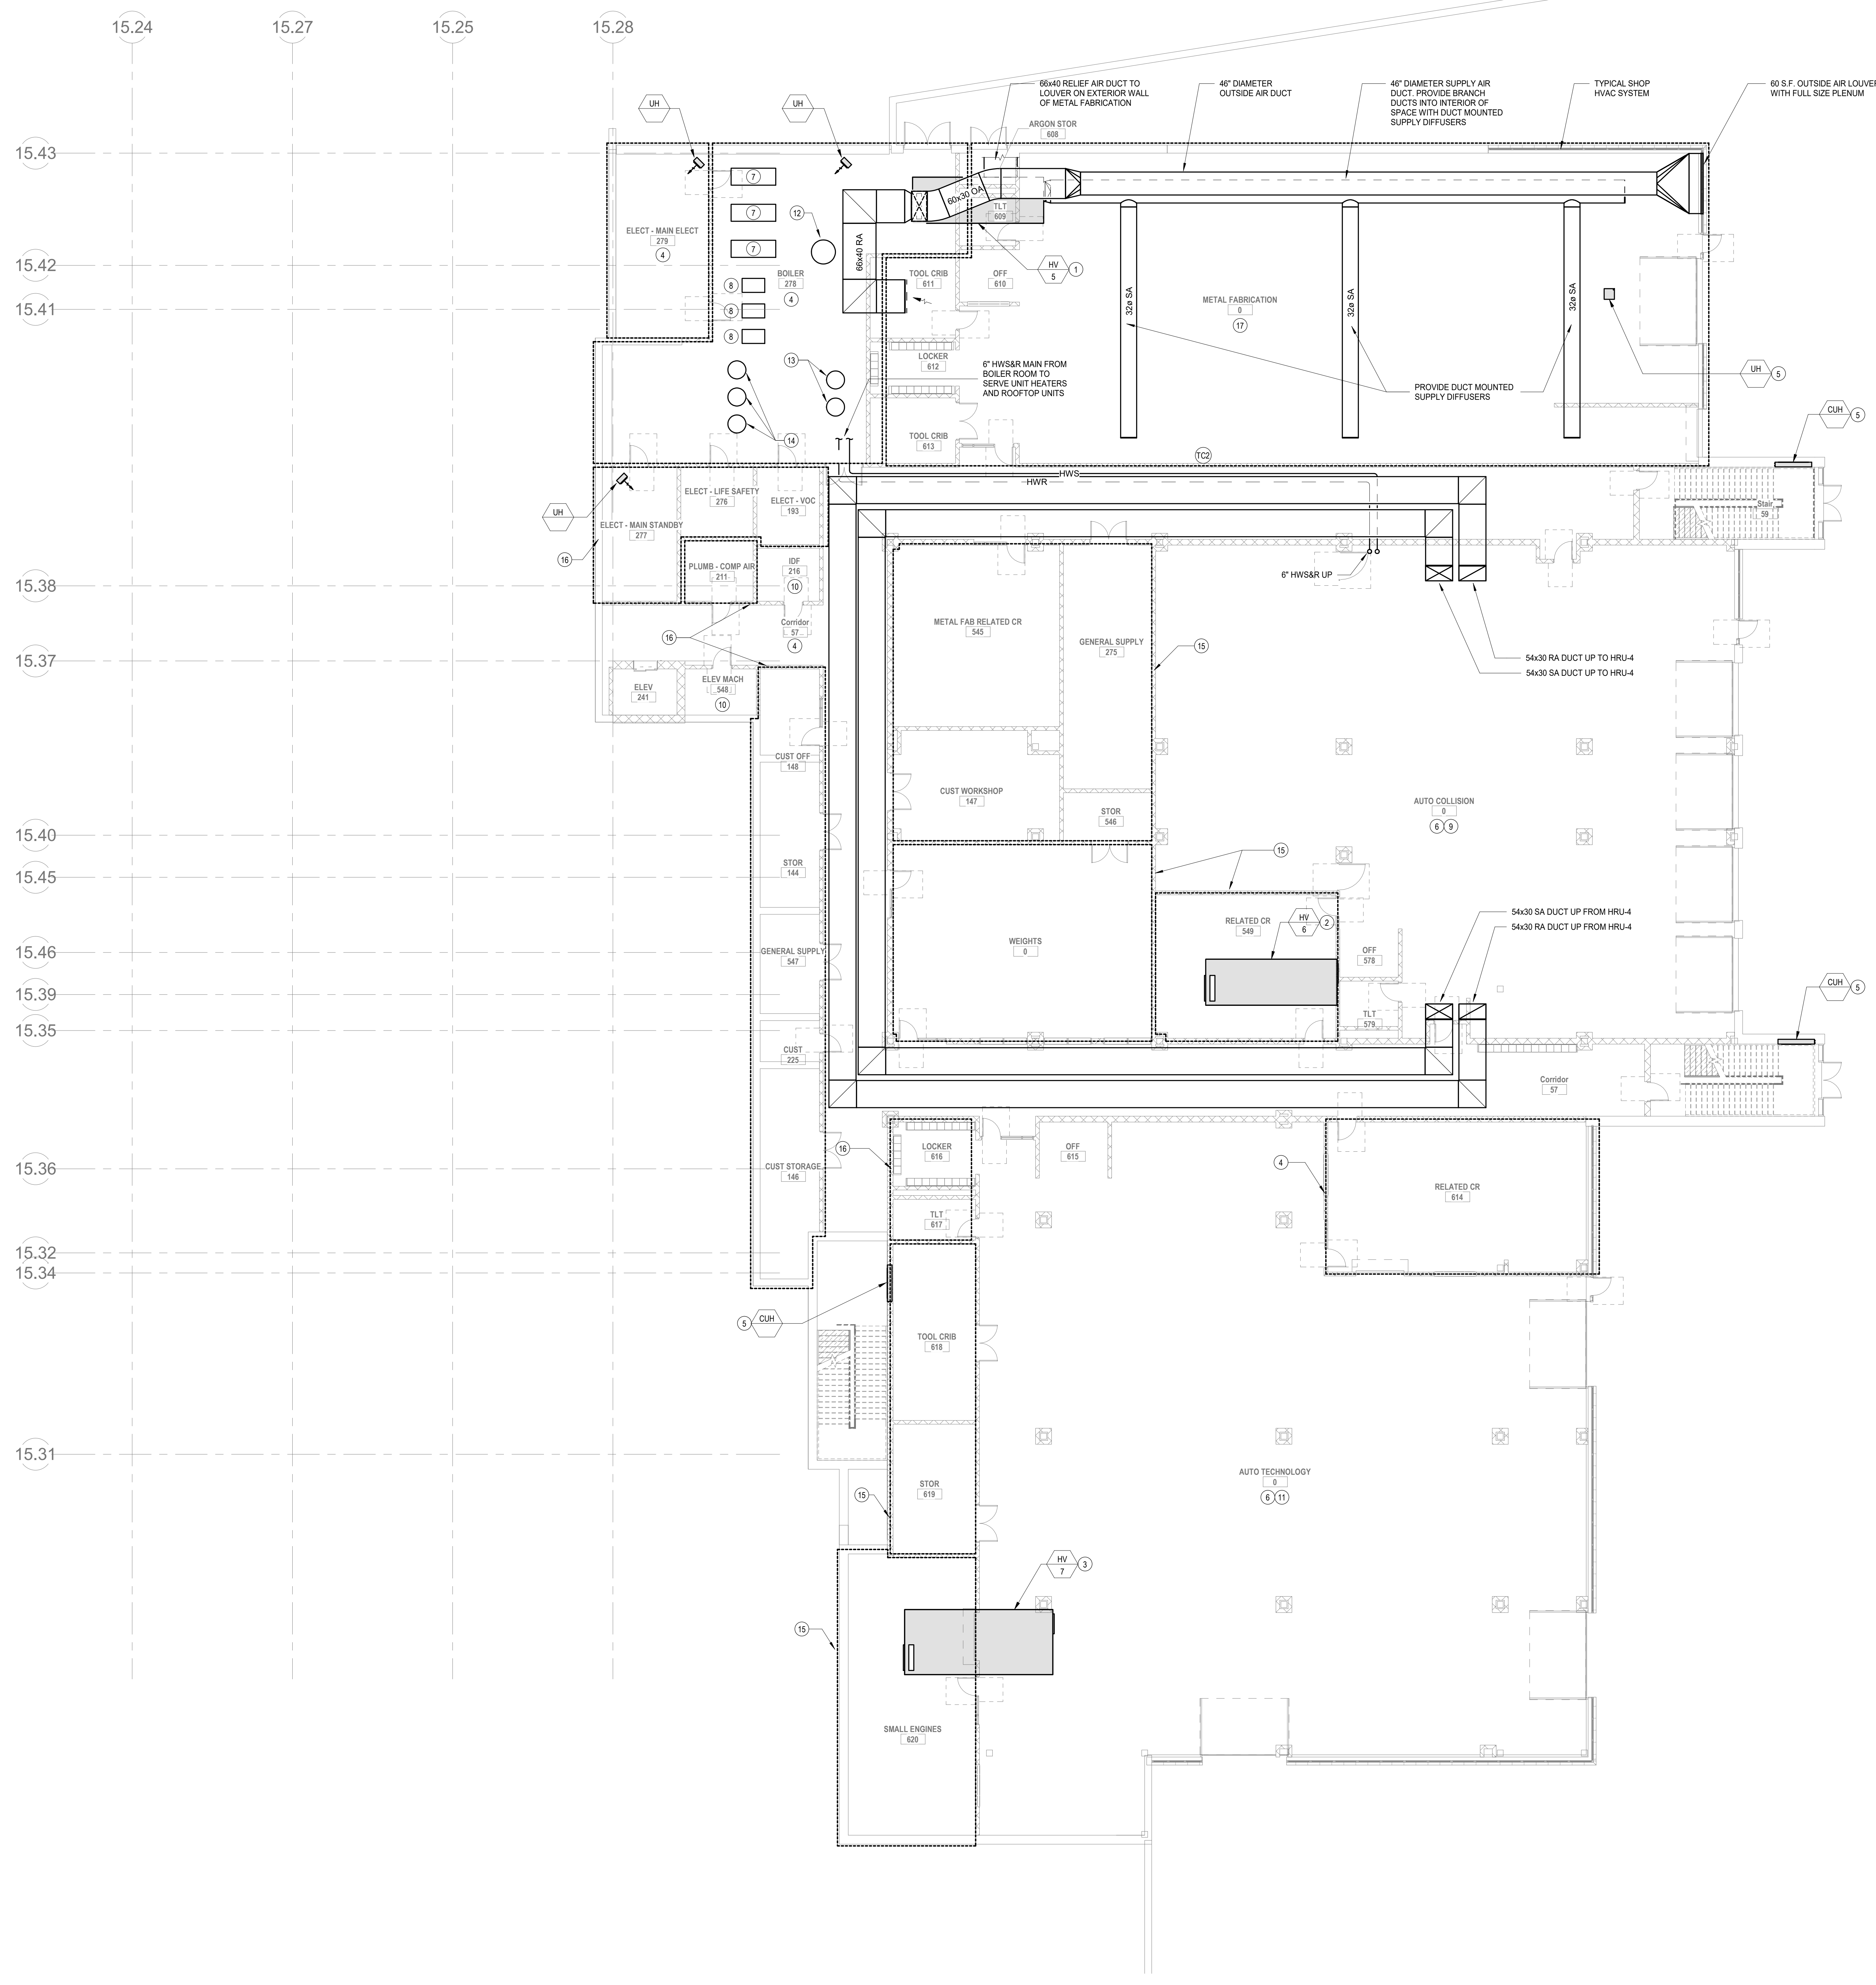 15.24
15.27
15.25
15.28
66x40 RELIEF AIR DUCT TO
LOUVER ON EXTERIOR WALL
OF METAL FABRICATION
46" DIAMETER
OUTSIDE AIR DUCT
46" DIAMETER SUPPLY AIR
DUCT. PROVIDE BRANCH
DUCTS INTO INTERIOR OF
SPACE WITH DUCT MOUNTED
SUPPLY DIFFUSERS
TYPICAL SHOP
HVAC SYSTEM
60 S.F. OUTSIDE AIR LOUVER
WITH FULL SIZE PLENUM
UH
UH
ARGON STOR
608
15.43
7
7
7
12
60x30 OA
TLT
609
ELECT - MAIN ELECT
279
4
66x40 RA
HV
5
1
15.42
BOILER
278
4
TOOL CRIB
611
OFF
610
8
8
8
METAL FABRICATION
0
17
32ø SA
32ø SA
32ø SA
15.41
13
LOCKER
612
6" HWS&R MAIN FROM
BOILER ROOM TO
SERVE UNIT HEATERS
AND ROOFTOP UNITS
PROVIDE DUCT MOUNTED
SUPPLY DIFFUSERS
UH
5
CUH
5
14
TOOL CRIB
613
TC2
HWS
HWR
ELECT - LIFE SAFETY
276
ELECT - VOC
193
UH
ELECT - MAIN STANDBY
277
16
Stair
59
PLUMB - COMP AIR
211
IDF
216
10
6" HWS&R UP
15.38
Corridor
57
4
16
METAL FAB RELATED CR
545
GENERAL SUPPLY
275
15
54x30 RA DUCT UP TO HRU-4
54x30 SA DUCT UP TO HRU-4
15.37
ELEV
241
ELEV MACH
548
10
CUST OFF
148
CUST WORKSHOP
147
STOR
546
AUTO COLLISION
0
6
9
15.40
15
STOR
144
15.45
RELATED CR
549
HV
6
2
54x30 SA DUCT UP FROM HRU-4
54x30 RA DUCT UP FROM HRU-4
WEIGHTS
0
GENERAL SUPPLY
547
OFF
578
15.46
15.39
CUH
5
TLT
579
15.35
CUST
225
Corridor
57
LOCKER
616
16
OFF
615
4
15.36
CUST STORAGE
146
RELATED CR
614
TLT
617
15.32
15.34
CUH
5
TOOL CRIB
618
15.31
AUTO TECHNOLOGY
0
6
11
STOR
619
15
HV
7
3
15
SMALL ENGINES
620